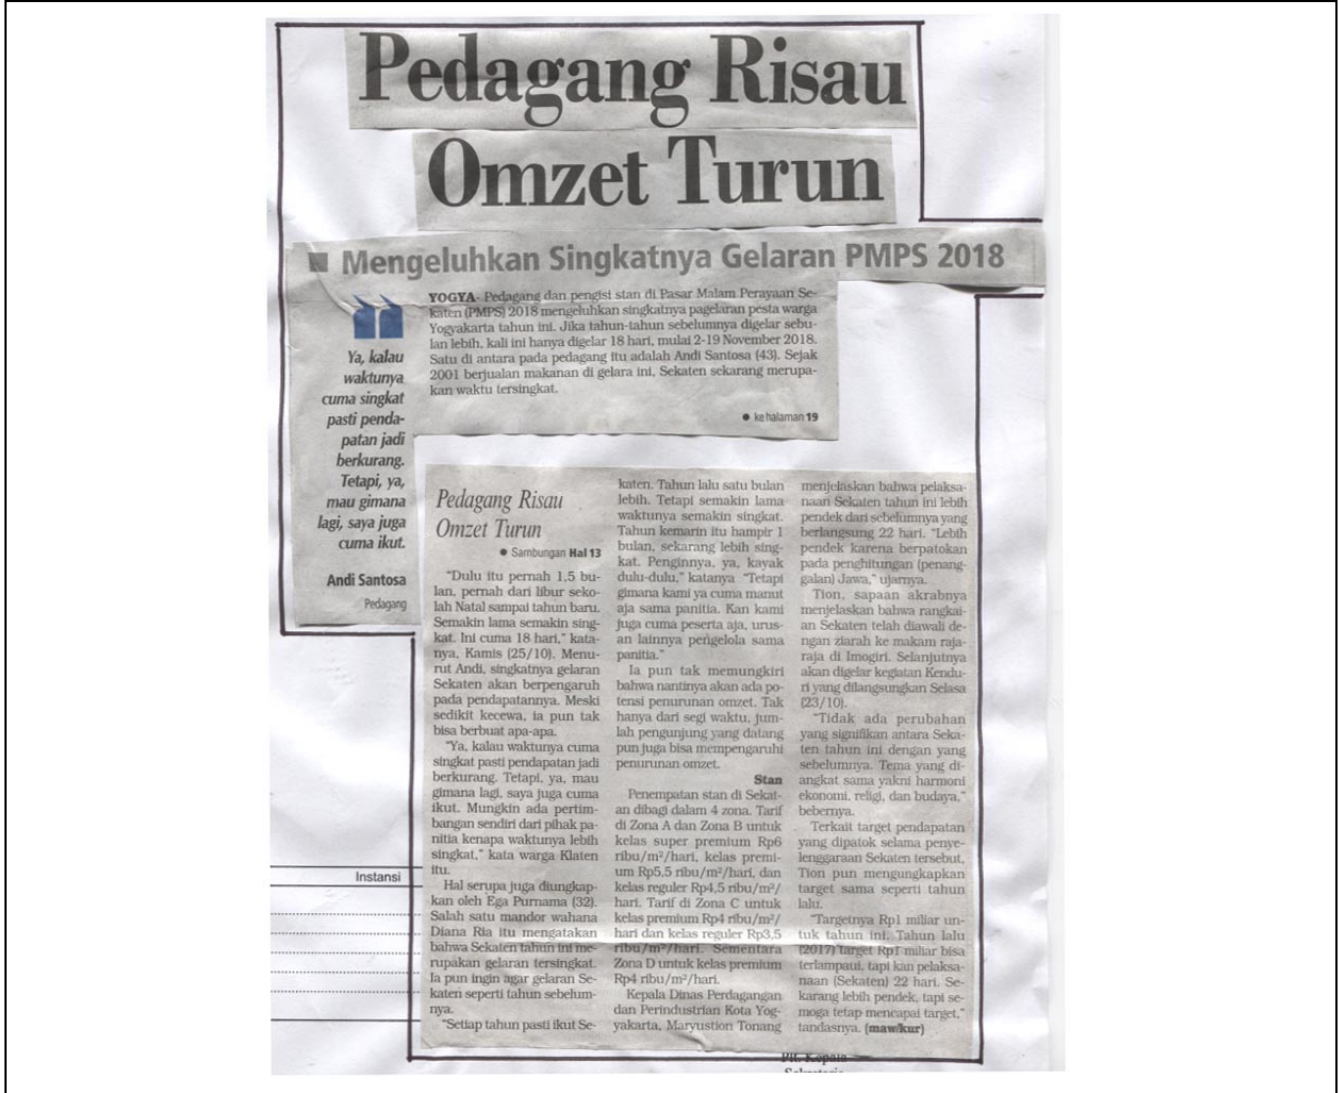 Pedagang Risau
Omzet Turun
■ Mengeluhkan Singkatnya Gelaran PMPS 2018
Ya, kalau
waktunya
cuma singkat
pasti penda-
patan jadi
berkurang.
Tetapi, ya,
mau gimana
lagi, saya juga
cuma ikut.
Andi Santosa
Pedagang
YOGYA- Pedagang dan pengisi stan di Pasar Malam Perayaan Se-
katen (PMPS) 2018 mengeluhkan singkatnya pagelaran pesta warga
Yogyakarta tahun ini. Jika tahun-tahun sebelumnya digelar sebu-
lan lebih, kali ini hanya digelar 18 hari, mulai 2-19 November 2018.
Satu di antara pada pedagang itu adalah Andi Santosa (43). Sejak
2001 berjualan makanan di gelara ini, Sekaten sekarang merupa-
kan waktu tersingkat.
● ke halaman 19
Pedagang Risau
Omzet Turun
● Sambungan Hal 13
"Dulu itu pernah 1,5 bu-
lan, pernah dari libur seko-
lah Natal sampai tahun baru.
Semakin lama semakin sing-
kat. Ini cuma 18 hari," kata-
nya, Kamis (25/10). Menu-
rut Andi, singkatnya gelaran
Sekaten akan berpengaruh
pada pendapatannya. Meski
sedikit kecewa, ia pun tak
bisa berbuat apa-apa.
"Ya, kalau waktunya cuma
singkat pasti pendapatan jadi
berkurang. Tetapi, ya, mau
gimana lagi, saya juga cuma
ikut. Mungkin ada pertim-
bangan sendiri dari pihak pa-
nitia kenapa waktunya lebih
singkat," kata warga Klaten
itu.
Hal serupa juga diungkap-
kan oleh Ega Purnama (32).
Salah satu mandor wahana
Diana Ria itu mengatakan
bahwa Sekaten tahun ini me-
rupakan gelaran tersingkat.
Ia pun ingin agar gelaran Se-
katen seperti tahun sebelum-
nya.
"Setiap tahun pasti ikut Se-
katen. Tahun lalu satu bulan
lebih. Tetapi semakin lama
waktunya semakin singkat.
Tahun kemarin itu hampir 1
bulan, sekarang lebih sing-
kat. Penginnya, ya, kayak
dulu-dulu," katanya "Tetapi
gimana kami ya cuma manut
aja sama panitia. Kan kami
juga cuma peserta aja, urus-
an lainnya pengelola sama
panitia."
Ia pun tak memungkiri
bahwa nantinya akan ada po-
tensi penurunan omzet. Tak
hanya dari segi waktu, jum-
lah pengunjung yang datang
pun juga bisa mempengaruhi
penurunan omzet.
Stan
Penempatan stan di Sekat-
an dibagi dalam 4 zona. Tarif
di Zona A dan Zona B untuk
kelas super premium Rp6
ribu/m²/hari, kelas premi-
um Rp5,5 ribu/m²/hari, dan
kelas reguler Rp4,5 ribu/m²/
hari. Tarif di Zona C untuk
kelas premium Rp4 ribu/m²/
hari dan kelas reguler Rp3,5
ribu/m²/hari. Sementara
Zona D untuk kelas premium
Rp4 ribu/m²/hari.
Kepala Dinas Perdagangan
dan Perindustrian Kota Yog-
yakarta, Maryustion Tonang
menjelaskan bahwa pelaksa-
naan Sekaten tahun ini lebih
pendek dari sebelumnya yang
berlangsung 22 hari. "Lebih
pendek karena berpatokan
pada penghitungan (penang-
galan) Jawa," ujarnya.
Tion, sapaan akrabnya
menjelaskan bahwa rangkai-
an Sekaten telah diawali de-
ngan ziarah ke makam raja-
raja di Imogiri. Selanjutnya
akan digelar kegiatan Kendu-
ri yang dilangsungkan Selasa
(23/10).
"Tidak ada perubahan
yang signifikan antara Seka-
ten tahun ini dengan yang
sebelumnya. Tema yang di-
angkat sama yakni harmoni
ekonomi, religi, dan budaya,"
bebernya.
Terkait target pendapatan
yang dipatok selama penye-
lenggaraan Sekaten tersebut,
Tion pun mengungkapkan
target sama seperti tahun
lalu.
"Targetnya Rp1 miliar un-
tuk tahun ini. Tahun lalu
(2017) target Rp1 miliar bisa
terlampaui, tapi kan pelaksa-
naan (Sekaten) 22 hari. Se-
karang lebih pendek, tapi se-
moga tetap mencapai target,"
tandasnya. (maw/kur)
Instansi
Plt. Kepala